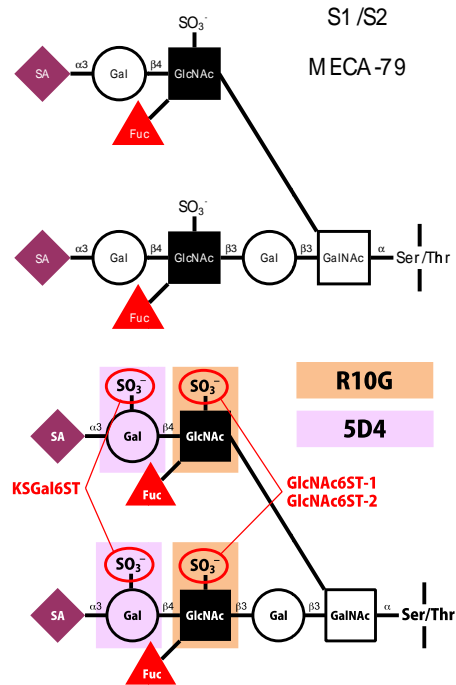 S1/S2
SO₃⁻
MECA-79
SA α3 Gal β4 GlcNAc
Fuc
SO₃⁻
SA α3 Gal β4 GlcNAc β3 Gal β3 GalNAc α Ser/Thr
Fuc
SO₃⁻ SO₃⁻ R10G
SA α3 Gal β4 GlcNAc 5D4
KSGal6ST Fuc GlcNAc6ST-1
GlcNAc6ST-2
SO₃⁻ SO₃⁻
SA α3 Gal β4 GlcNAc β3 Gal β3 GalNAc α Ser/Thr
Fuc